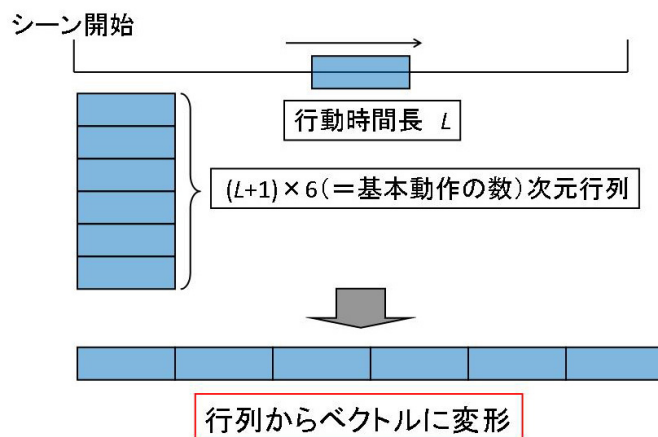 シーン開始
行動時間長 L
(L+1)×6(=基本動作の数)次元行列
行列からベクトルに変形